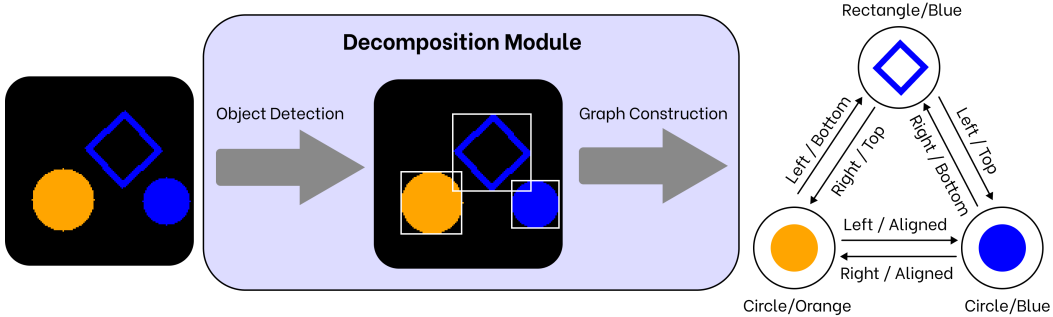 Decomposition Module
Object Detection
Graph Construction
Rectangle/Blue
Left / Bottom
Right / Top
Right / Bottom
Left / Top
Left / Aligned
Right / Aligned
Circle/Orange
Circle/Blue